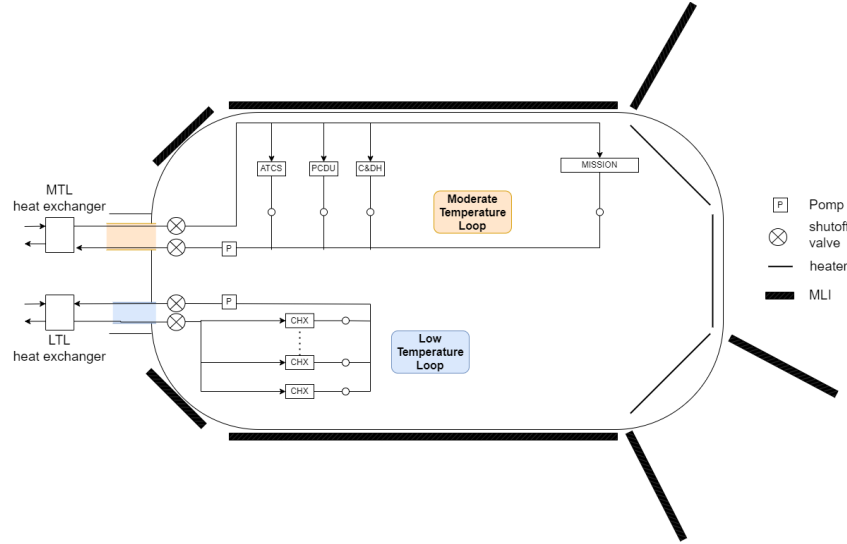 MTL
heat exchanger
ATCS
PCDU
C&DH
MISSION
Moderate
Temperature
Loop
P
P
LTL
heat exchanger
CHX
CHX
CHX
Low
Temperature
Loop
P
Pomp
shutoff
valve
heater
MLI